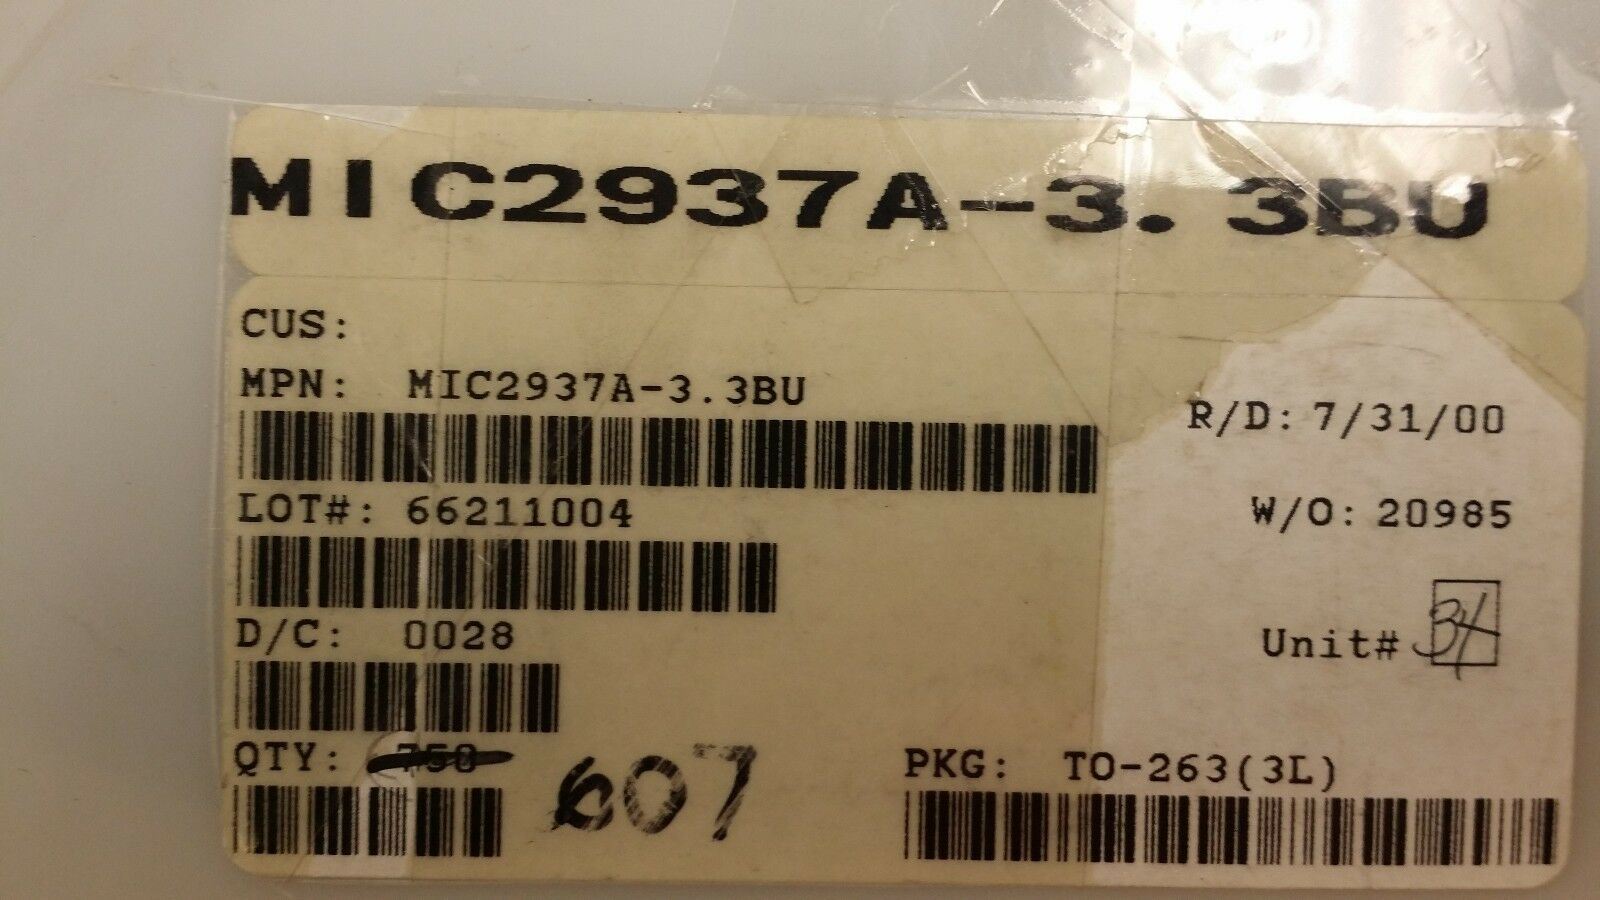 MIC2937A-3.3BU
CUS:
MPN: MIC2937A-3.3BU
R/D: 7/31/00
LOT#: 66211004
W/O: 20985
D/C: 0028
Unit# 34
QTY: 750 607
PKG: TO-263(3L)